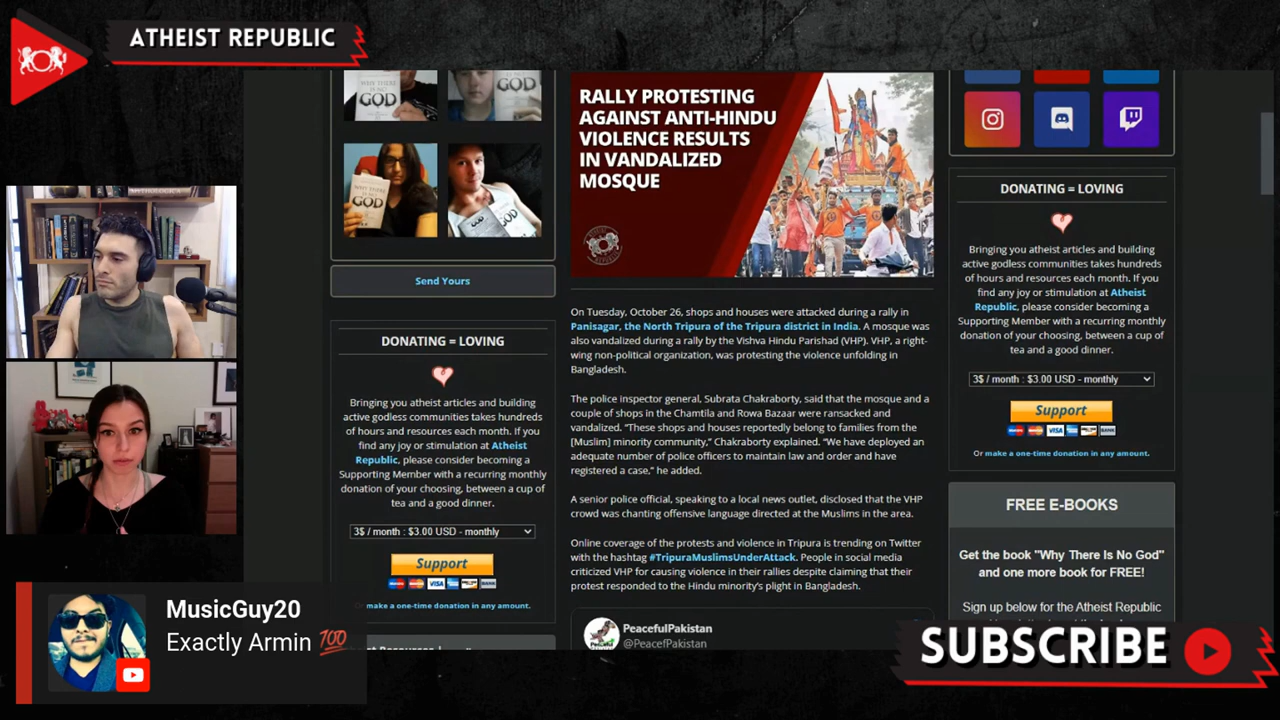 ATHEIST REPUBLIC
WHY THERE IS NO
GOD
GOD
RALLY PROTESTING
AGAINST ANTI-HINDU
VIOLENCE RESULTS
IN VANDALIZED
MOSQUE
Send Yours
DONATING = LOVING
Bringing you atheist articles and building
active godless communities takes hundreds
of hours and resources each month. If you
find any joy or stimulation at Atheist
Republic, please consider becoming a
Supporting Member with a recurring monthly
donation of your choosing, between a cup of
tea and a good dinner.
3$ / month : $3.00 USD - monthly
Support
VISA
BANK
Or make a one-time donation in any amount.
On Tuesday, October 26, shops and houses were attacked during a rally in
Panisagar, the North Tripura of the Tripura district in India. A mosque was
also vandalized during a rally by the Vishva Hindu Parishad (VHP). VHP, a right-
wing non-political organization, was protesting the violence unfolding in
Bangladesh.
The police inspector general, Subrata Chakraborty, said that the mosque and a
couple of shops in the Chamtila and Rowa Bazaar were ransacked and
vandalized. "These shops and houses reportedly belong to families from the
[Muslim] minority community," Chakraborty explained. "We have deployed an
adequate number of police officers to maintain law and order and have
registered a case," he added.
A senior police official, speaking to a local news outlet, disclosed that the VHP
crowd was chanting offensive language directed at the Muslims in the area.
Online coverage of the protests and violence in Tripura is trending on Twitter
with the hashtag #TripuraMuslimsUnderAttack. People in social media
criticized VHP for causing violence in their rallies despite claiming that their
protest responded to the Hindu minority's plight in Bangladesh.
PeacefulPakistan
@PeacefPakistan
DONATING = LOVING
Bringing you atheist articles and building
active godless communities takes hundreds
of hours and resources each month. If you
find any joy or stimulation at Atheist
Republic, please consider becoming a
Supporting Member with a recurring monthly
donation of your choosing, between a cup of
tea and a good dinner.
3$ / month : $3.00 USD - monthly
Support
VISA
BANK
Or make a one-time donation in any amount.
FREE E-BOOKS
Get the book "Why There Is No God"
and one more book for FREE!
Sign up below for the Atheist Republic
MusicGuy20
Exactly Armin 💯
SUBSCRIBE